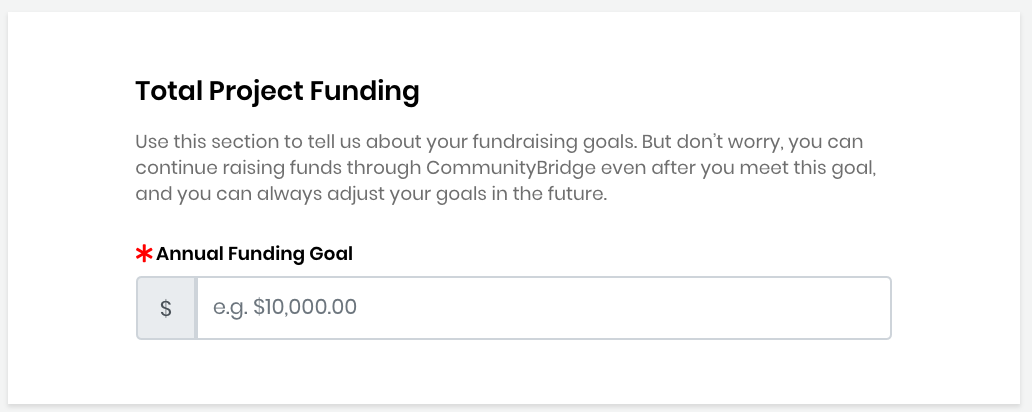 Total Project Funding
Use this section to tell us about your fundraising goals. But don't worry, you can
continue raising funds through CommunityBridge even after you meet this goal,
and you can always adjust your goals in the future.
* Annual Funding Goal
$ e.g. $10,000.00